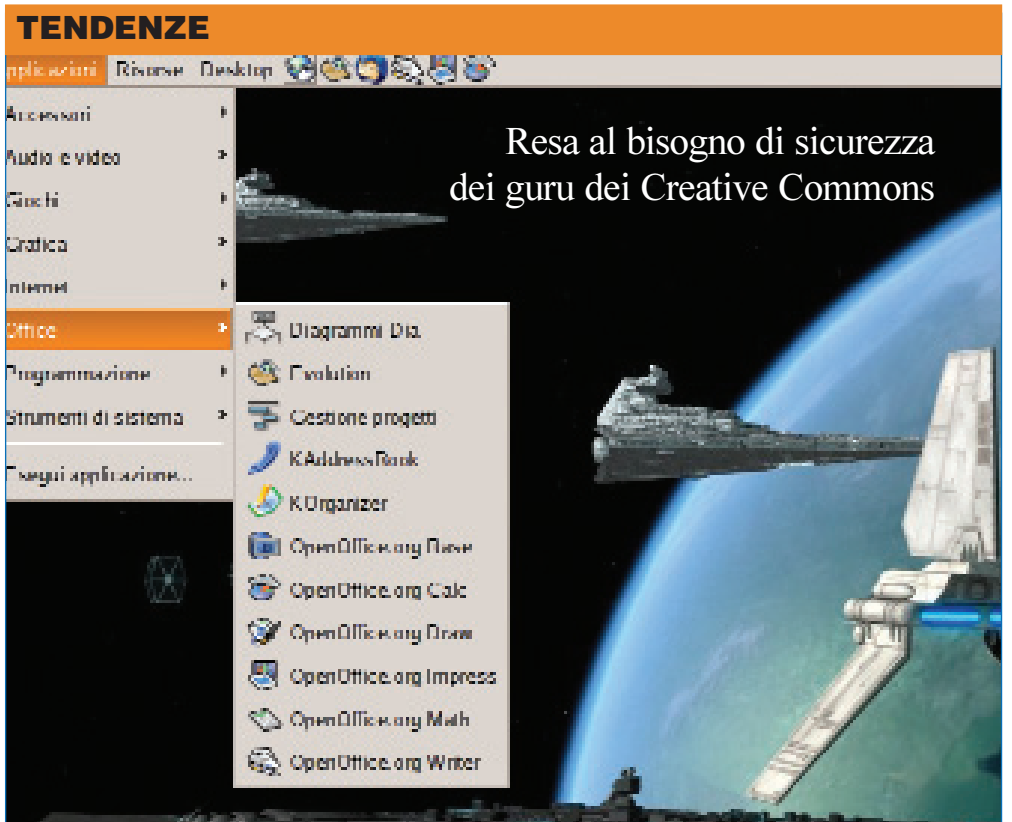 TENDENZE
pplicazioni Risorse Desktop
Resa al bisogno di sicurezza
dei guru dei Creative Commons
Accessori
Audio e video
Giochi
Grafica
nternet
Office
Programmazione
Strumenti di sistema
Esegui applicazione...
Diagrammi Dia
Evolution
Gestione progetti
KAddressBook
KOrganizer
OpenOffice.org Base
OpenOffice.org Calc
OpenOffice.org Draw
OpenOffice.org Impress
OpenOffice.org Math
OpenOffice.org Writer